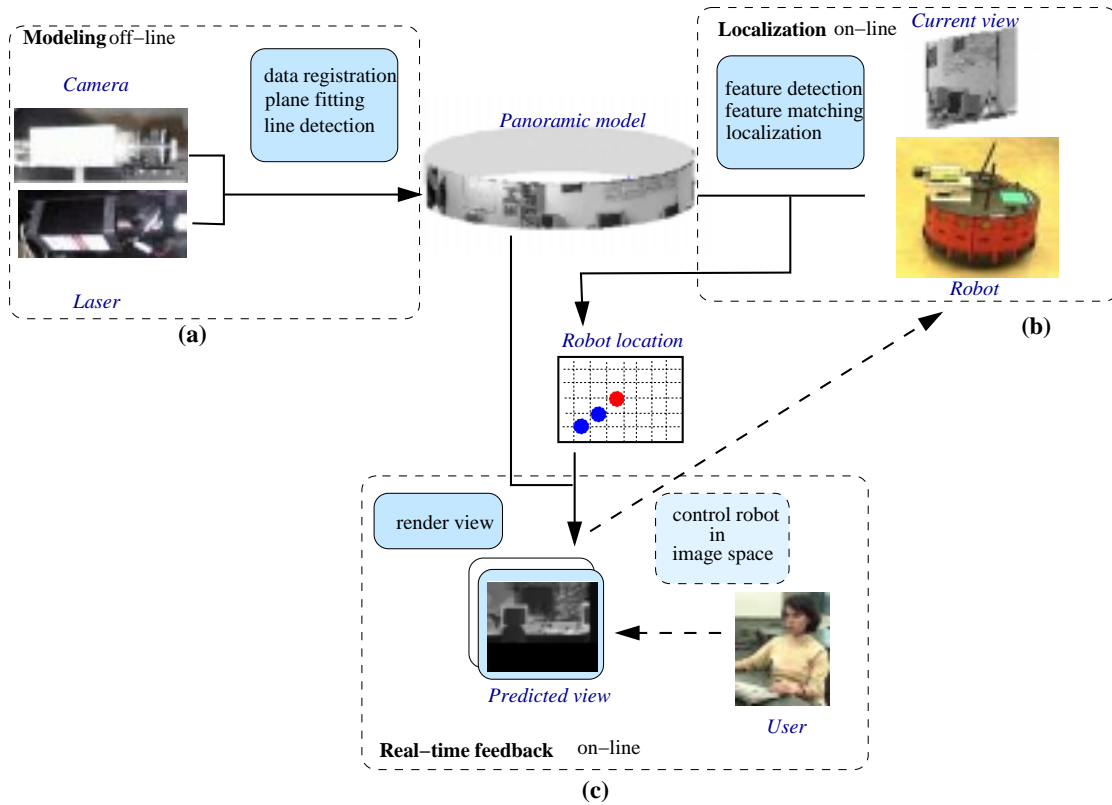 Modeling off−line
Camera
data registration
plane fitting
line detection
Laser
(a)
Panoramic model
Localization on−line
Current view
feature detection
feature matching
localization
Robot
(b)
Robot location
render view
control robot
in
image space
Predicted view
User
Real−time feedback on−line
(c)